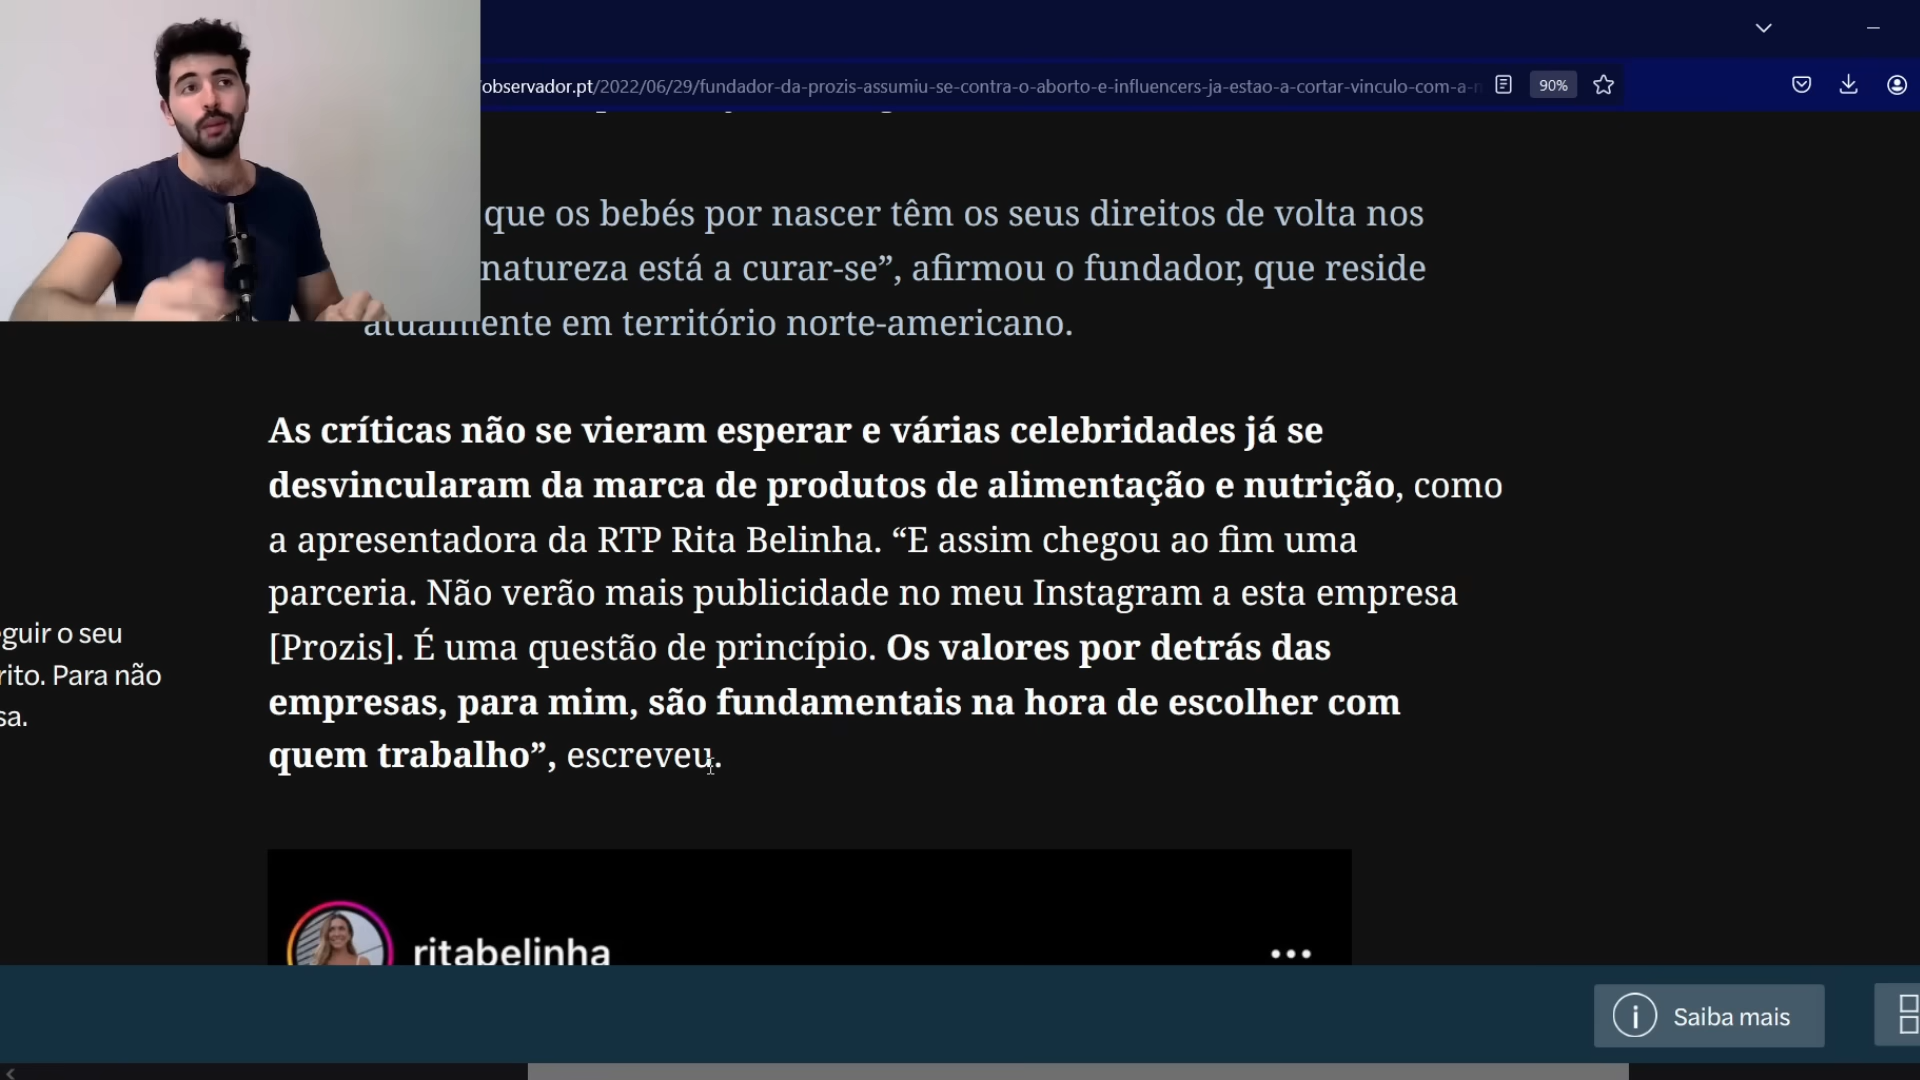 observador.pt/2022/06/29/fundador-da-prozis-assumiu-se-contra-o-aborto-e-influencers-ja-estao-a-cortar-vinculo-com-a-
90%
que os bebés por nascer têm os seus direitos de volta nos
natureza está a curar-se”, afirmou o fundador, que reside
atualmente em território norte-americano.
As críticas não se vieram esperar e várias celebridades já se
desvincularam da marca de produtos de alimentação e nutrição, como
a apresentadora da RTP Rita Belinha. “E assim chegou ao fim uma
parceria. Não verão mais publicidade no meu Instagram a esta empresa
[Prozis]. É uma questão de princípio. Os valores por detrás das
empresas, para mim, são fundamentais na hora de escolher com
quem trabalho”, escreveu.
guir o seu
rito. Para não
sa.
ritabelinha
Saiba mais